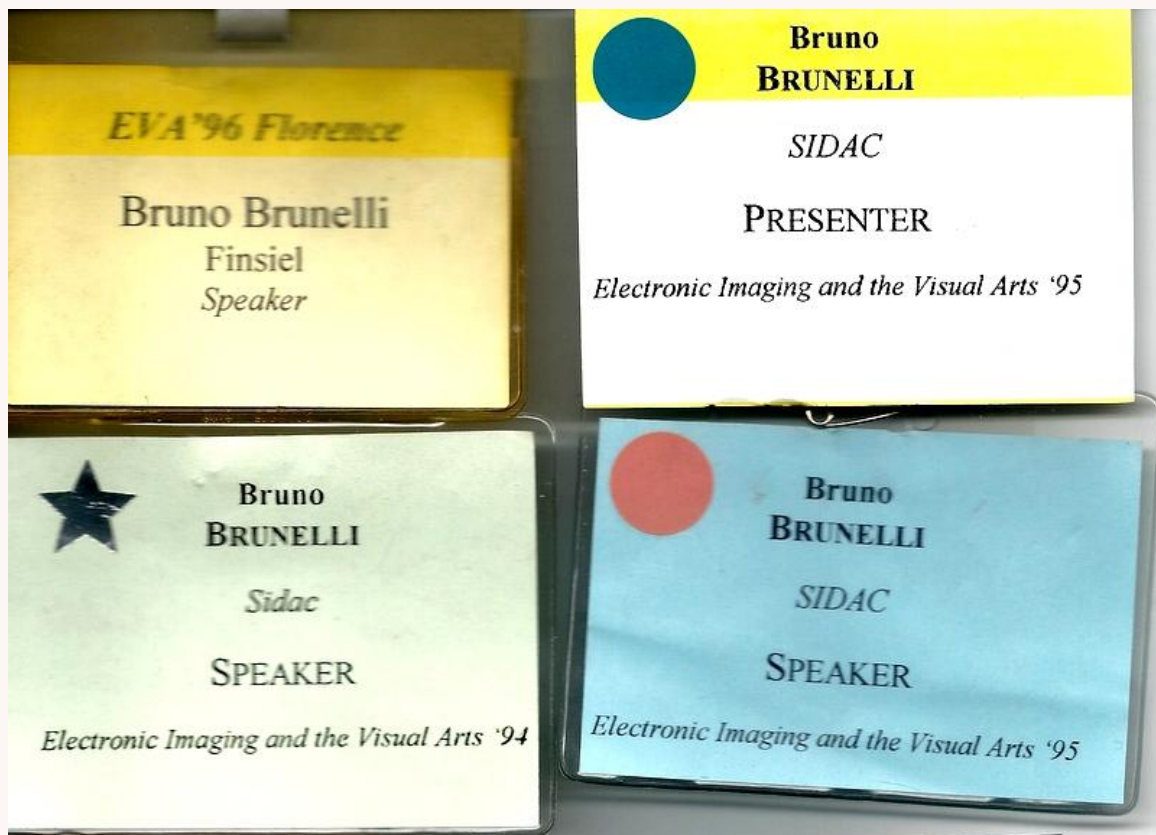 EVA'96 Florence
Bruno Brunelli
Finsiel
Speaker
Bruno
BRUNELLI
SIDAC
PRESENTER
Electronic Imaging and the Visual Arts '95
Bruno
BRUNELLI
Sidac
SPEAKER
Electronic Imaging and the Visual Arts '94
Bruno
BRUNELLI
SIDAC
SPEAKER
Electronic Imaging and the Visual Arts '95